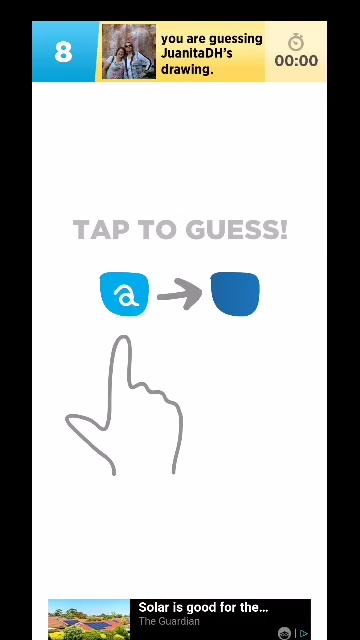 8
you are guessing
JuanitaDH's
drawing.
00:00
TAP TO GUESS!
a
Solar is good for the...
The Guardian